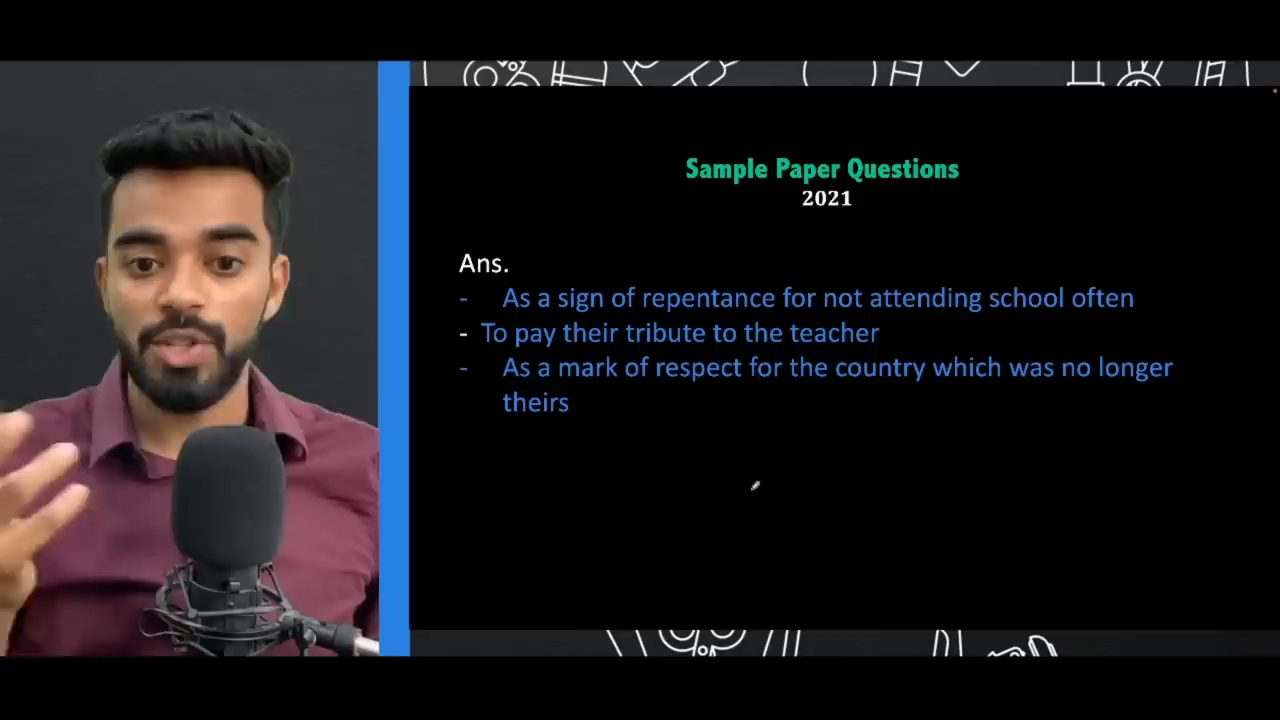 Sample Paper Questions
2021
Ans.
- As a sign of repentance for not attending school often
- To pay their tribute to the teacher
- As a mark of respect for the country which was no longer
theirs